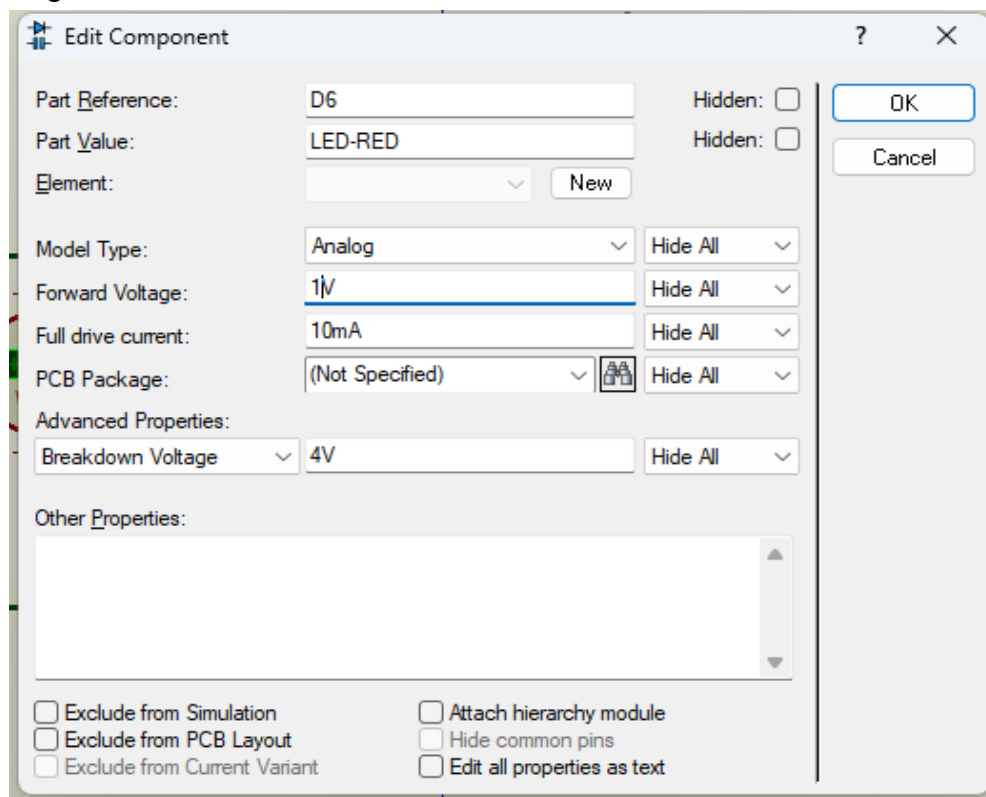 Edit Component ?
Part Reference: D6 Hidden: OK
Part Value: LED-RED Hidden: Cancel
Element: New
Model Type: Analog Hide All
Forward Voltage: 1V Hide All
Full drive current: 10mA Hide All
PCB Package: (Not Specified) Hide All
Advanced Properties:
Breakdown Voltage 4V Hide All
Other Properties:
Exclude from Simulation Attach hierarchy module
Exclude from PCB Layout Hide common pins
Exclude from Current Variant Edit all properties as text